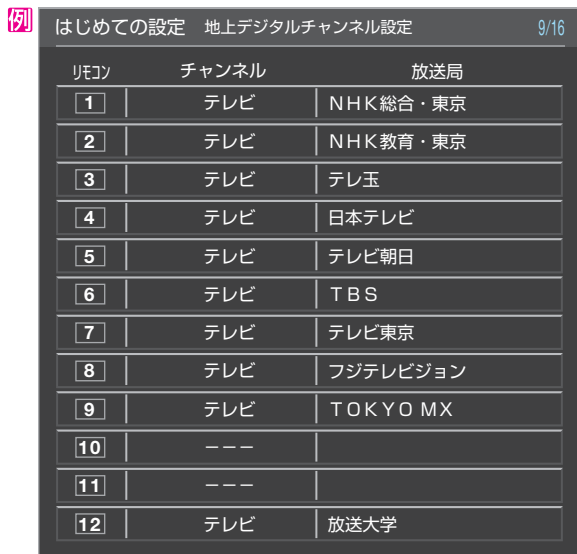 例
はじめての設定 地上デジタルチャンネル設定 9/16
リモコン チャンネル 放送局
1 テレビ NHK総合・東京
2 テレビ NHK教育・東京
3 テレビ テレ玉
4 テレビ 日本テレビ
5 テレビ テレビ朝日
6 テレビ TBS
7 テレビ テレビ東京
8 テレビ フジテレビジョン
9 テレビ TOKYO MX
10 −−−
11 −−−
12 テレビ 放送大学